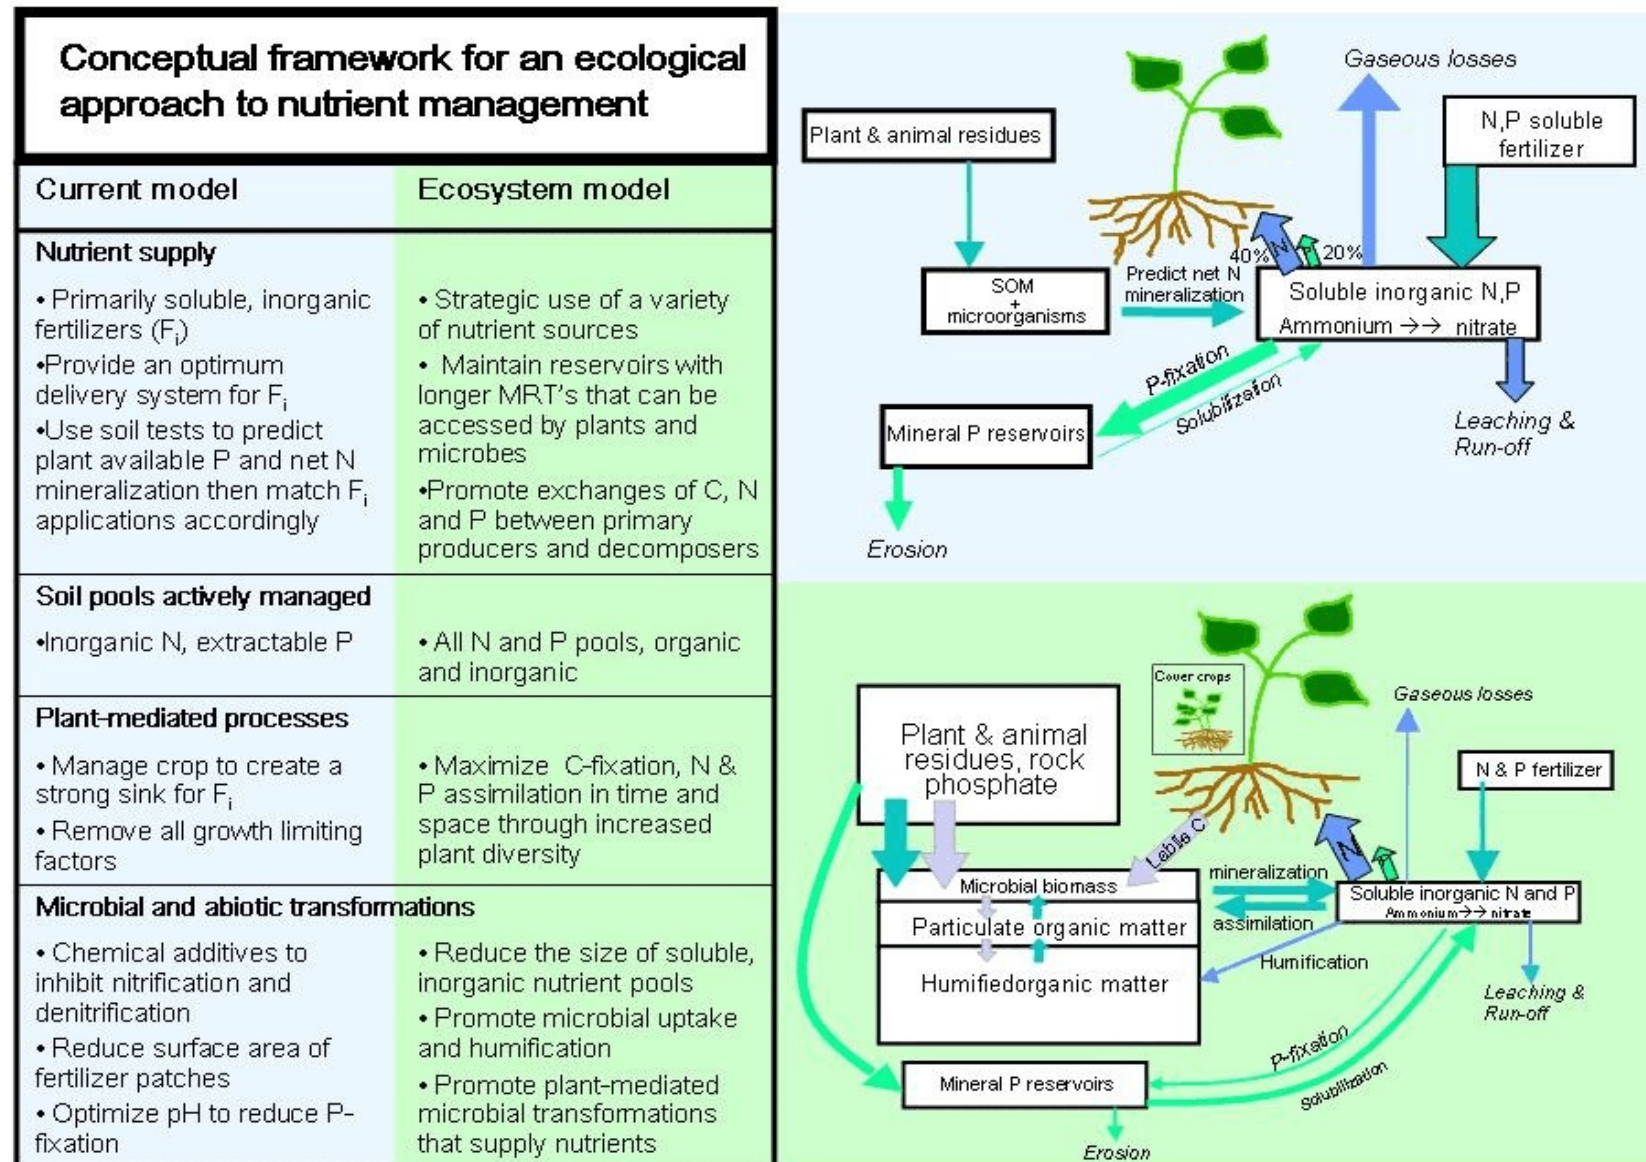 Conceptual framework for an ecological
approach to nutrient management
Current model
Ecosystem model
Nutrient supply
• Primarily soluble, inorganic
fertilizers (Fi)
•Provide an optimum
delivery system for Fi
•Use soil tests to predict
plant available P and net N
mineralization then match Fi
applications accordingly
• Strategic use of a variety
of nutrient sources
• Maintain reservoirs with
longer MRT's that can be
accessed by plants and
microbes
•Promote exchanges of C, N
and P between primary
producers and decomposers
Soil pools actively managed
•Inorganic N, extractable P
• All N and P pools, organic
and inorganic
Plant-mediated processes
• Manage crop to create a
strong sink for Fi
• Remove all growth limiting
factors
• Maximize C-fixation, N &
P assimilation in time and
space through increased
plant diversity
Microbial and abiotic transformations
• Chemical additives to
inhibit nitrification and
denitrification
• Reduce surface area of
fertilizer patches
• Optimize pH to reduce P-
fixation
• Reduce the size of soluble,
inorganic nutrient pools
• Promote microbial uptake
and humification
• Promote plant-mediated
microbial transformations
that supply nutrients
Gaseous losses
Plant & animal residues
N,P soluble
fertilizer
40%
N
20%
SOM
+
microorganisms
Predict net N
mineralization
Soluble inorganic N,P
Ammonium →→ nitrate
P-fixation
Solubilization
Mineral P reservoirs
Leaching &
Run-off
Erosion
Cover crops
Gaseous losses
Plant & animal
residues, rock
phosphate
N & P fertilizer
Labile C
N
P
Microbial biomass
mineralization
Soluble inorganic N and P
Ammonium→→ nitrate
Particulate organic matter
assimilation
Humifiedorganic matter
Humification
Leaching &
Run-off
P-fixation
Solubilization
Mineral P reservoirs
Erosion